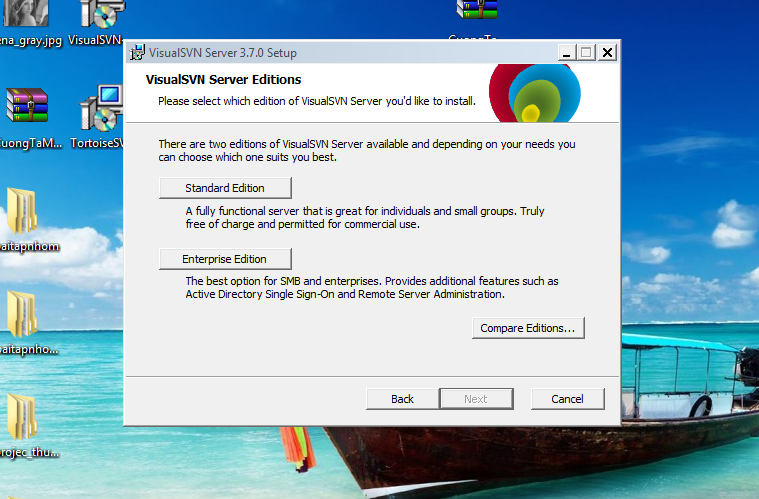 ena_gray.jpg
VisualSVN-
CuongTa
VisualSVN Server 3.7.0 Setup
VisualSVN Server Editions
Please select which edition of VisualSVN Server you'd like to install.
There are two editions of VisualSVN Server available and depending on your needs you
can choose which one suits you best.
Standard Edition
A fully functional server that is great for individuals and small groups. Truly
free of charge and permitted for commercial use.
Enterprise Edition
The best option for SMB and enterprises. Provides additional features such as
Active Directory Single Sign-On and Remote Server Administration.
Compare Editions...
Back
Next
Cancel
CuongTaM...
TortoiseSV
baitapnhom
baitapnho...
projec_thu...